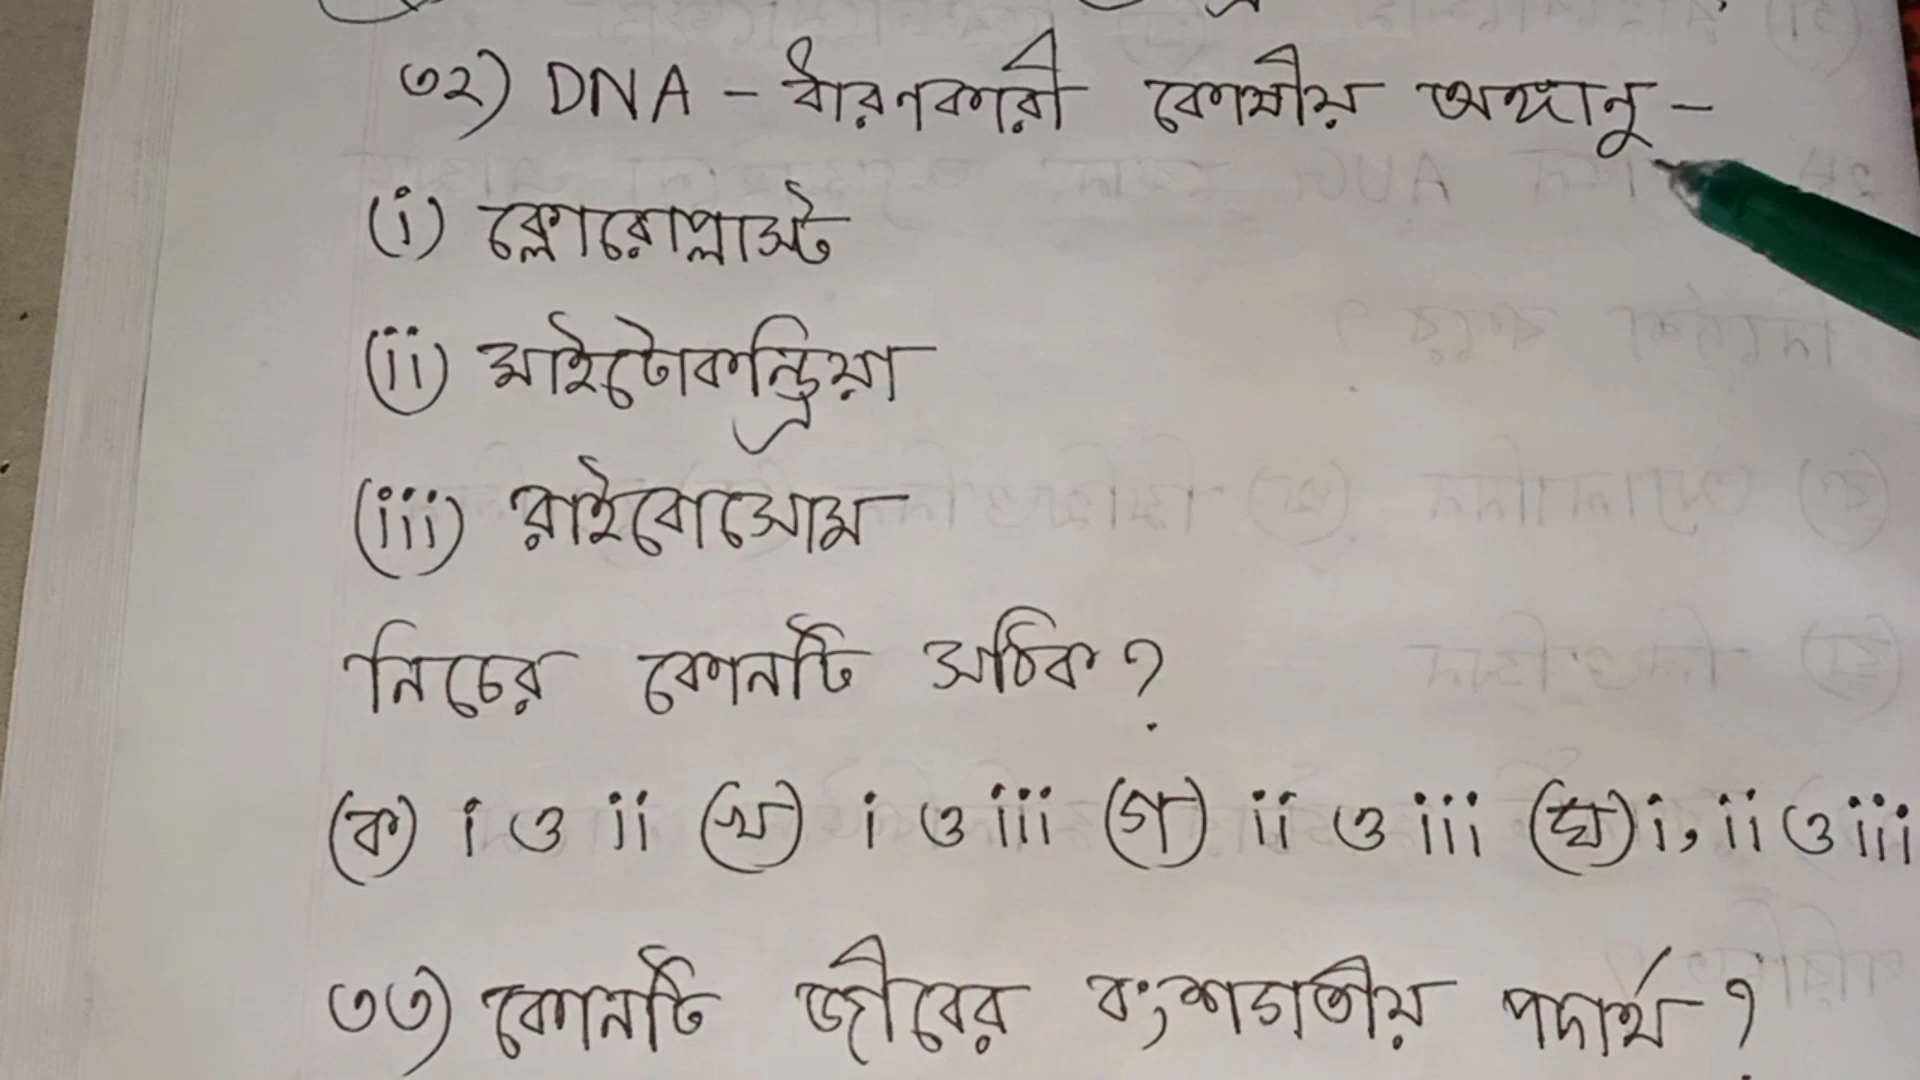 ৩২) DNA - ধারণকারী কোষীয় অঙ্গানু -
(i) ক্লোরোপ্লাস্ট
(ii) মাইটোকন্ড্রিয়া
(iii) রাইবোসোম
নিচের কোনটি সঠিক?
(ক) i ও ii (খ) i ও iii (গ) ii ও iii (ঘ) i, ii ও iii
৩৩) কোনটি জীবের বংশগতীয় পদার্থ?